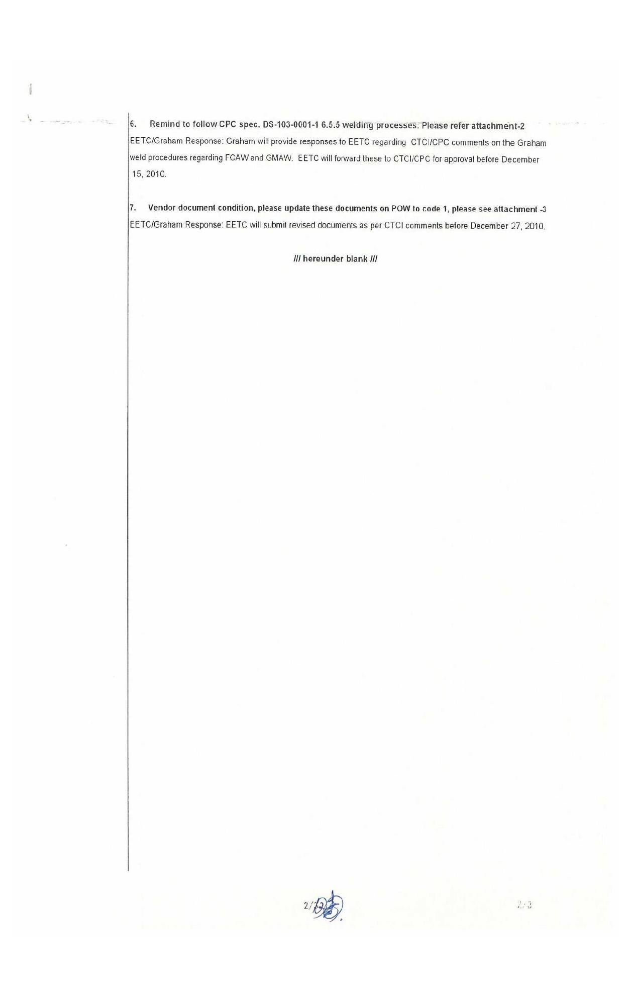 6. Remind to follow CPC spec. DS-103-0001-1 6.5.5 welding processes. Please refer attachment-2
EETC/Graham Response: Graham will provide responses to EETC regarding CTCI/CPC comments on the Graham
weld procedures regarding FCAW and GMAW. EETC will forward these to CTCI/CPC for approval before December
15, 2010.
7. Vendor document condition, please update these documents on POW to code 1, please see attachment -3
EETC/Graham Response: EETC will submit revised documents as per CTCI comments before December 27, 2010.
/// hereunder blank ///
2/
2/3